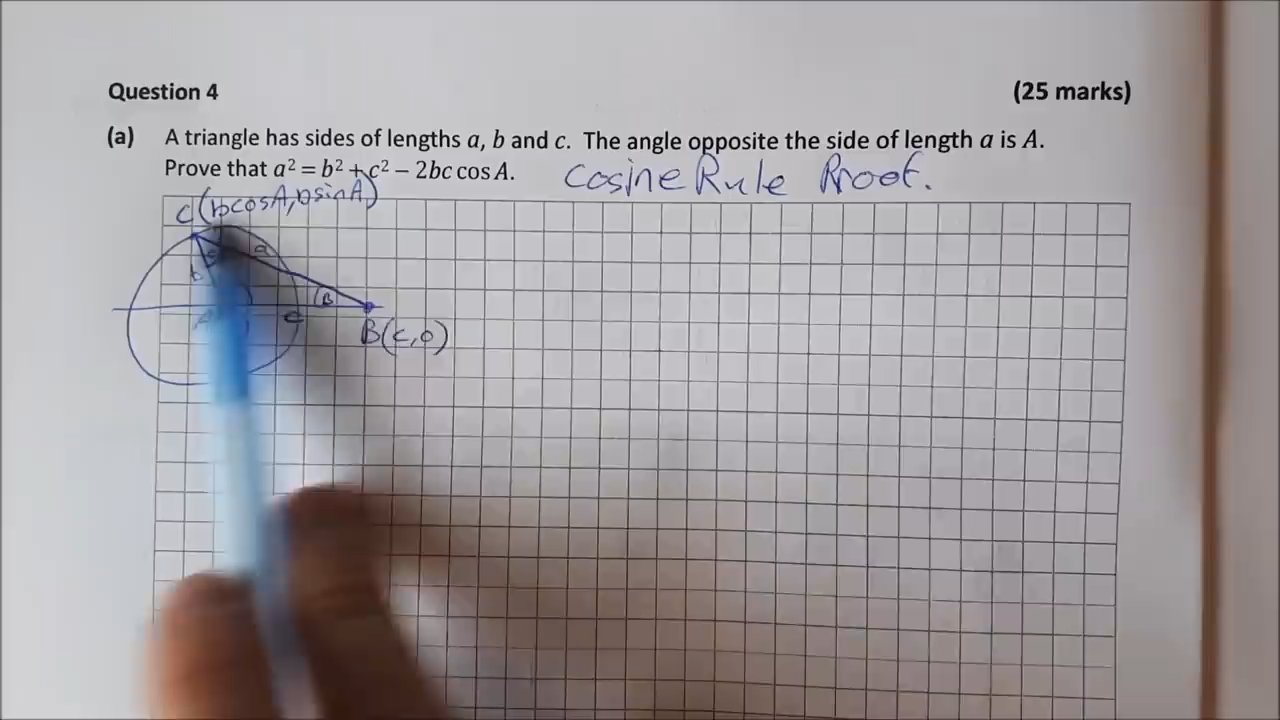 Question 4 (25 marks)
(a) A triangle has sides of lengths a, b and c. The angle opposite the side of length a is A.
Prove that a² = b² + c² − 2bc cos A. Cosine Rule Proof.
C(bcosA, bsinA)
a
b
B
c
B(c,0)